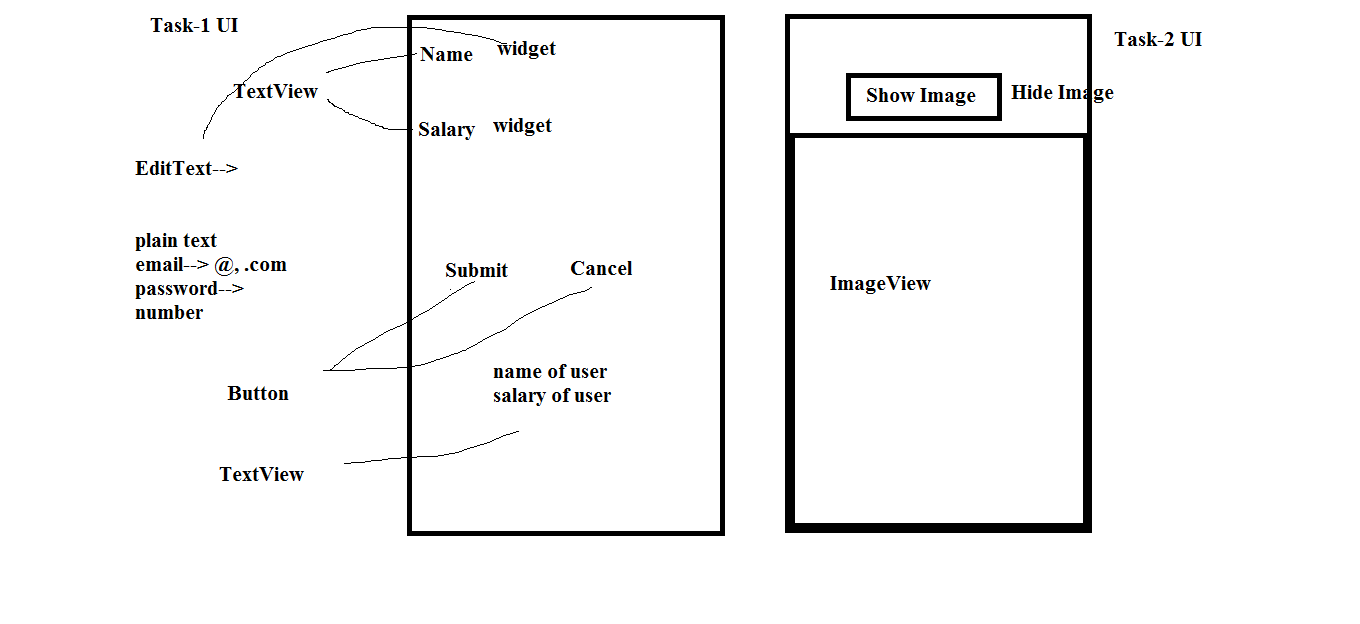 Task-1 UI
Name widget
TextView
Salary widget
EditText-->
plain text
email--> @, .com
password-->
number
Submit Cancel
Button
name of user
salary of user
TextView
Task-2 UI
Show Image Hide Image
ImageView